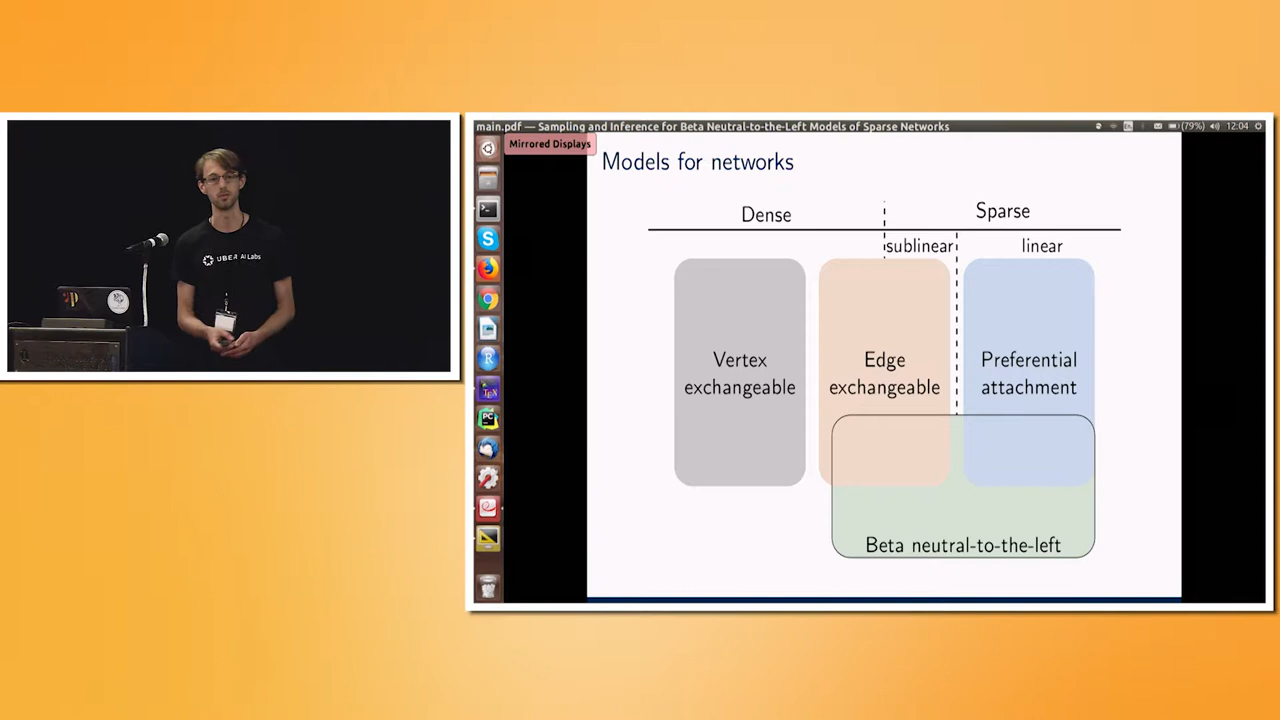 UBER AI Labs
main.pdf — Sampling and Inference for Beta Neutral-to-the-Left Models of Sparse Networks
(79%)
12:04
Mirrored Displays
Models for networks
Dense
Sparse
sublinear
linear
Vertex
exchangeable
Edge
exchangeable
Preferential
attachment
Beta neutral-to-the-left